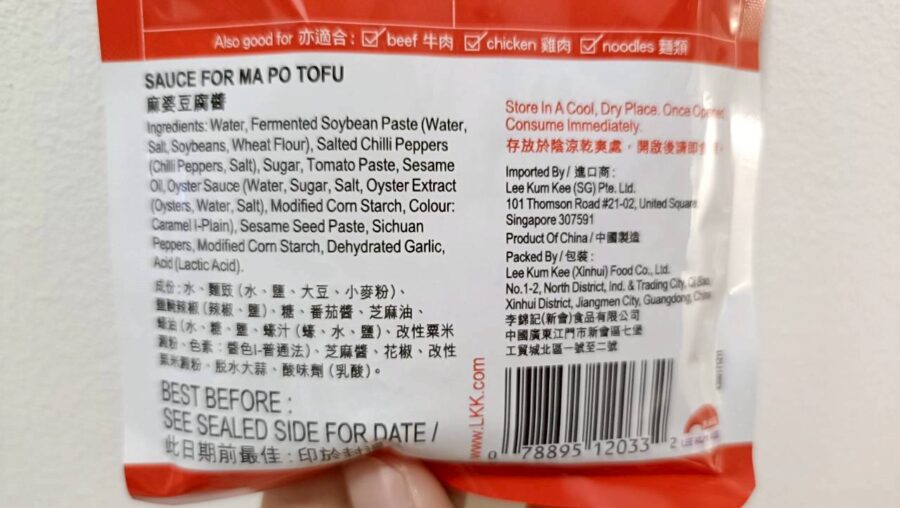 Also good for 亦適合: beef 牛肉 chicken 雞肉 noodles 麵類
SAUCE FOR MA PO TOFU
麻婆豆腐醬
Ingredients: Water, Fermented Soybean Paste (Water,
Salt, Soybeans, Wheat Flour), Salted Chilli Peppers
(Chilli Peppers, Salt), Sugar, Tomato Paste, Sesame
Oil, Oyster Sauce (Water, Sugar, Salt, Oyster Extract
(Oysters, Water, Salt), Modified Corn Starch, Colour:
Caramel I-Plain), Sesame Seed Paste, Sichuan
Peppers, Modified Corn Starch, Dehydrated Garlic,
Acid (Lactic Acid).
成份:水、麵豉(水、鹽、大豆、小麥粉)、
鹽醃辣椒(辣椒、鹽)、糖、番茄醬、芝麻油、
蠔油(水、糖、鹽、蠔汁(蠔、水、鹽)、改性粟米
澱粉、色素:醬色I-普通法)、芝麻醬、花椒、改性
粟米澱粉、脫水大蒜、酸味劑(乳酸)。
BEST BEFORE :
SEE SEALED SIDE FOR DATE /
此日期前最佳:印於封
Store In A Cool, Dry Place. Once Opened
Consume Immediately.
存放於陰涼乾爽處,開啟後請即食
Imported By / 進口商:
Lee Kum Kee (SG) Pte. Ltd.
101 Thomson Road #21-02, United Square
Singapore 307591
Product Of China / 中國製造
Packed By / 包裝:
Lee Kum Kee (Xinhui) Food Co., Ltd.
No.1-2, North District, Ind. & Trading City, Qi Bao,
Xinhui District, Jiangmen City, Guangdong, China
李錦記(新會)食品有限公司
中國廣東江門市新會區七堡
工貿城北區一號至二號
www.LKK.com
0 78895 12033 2